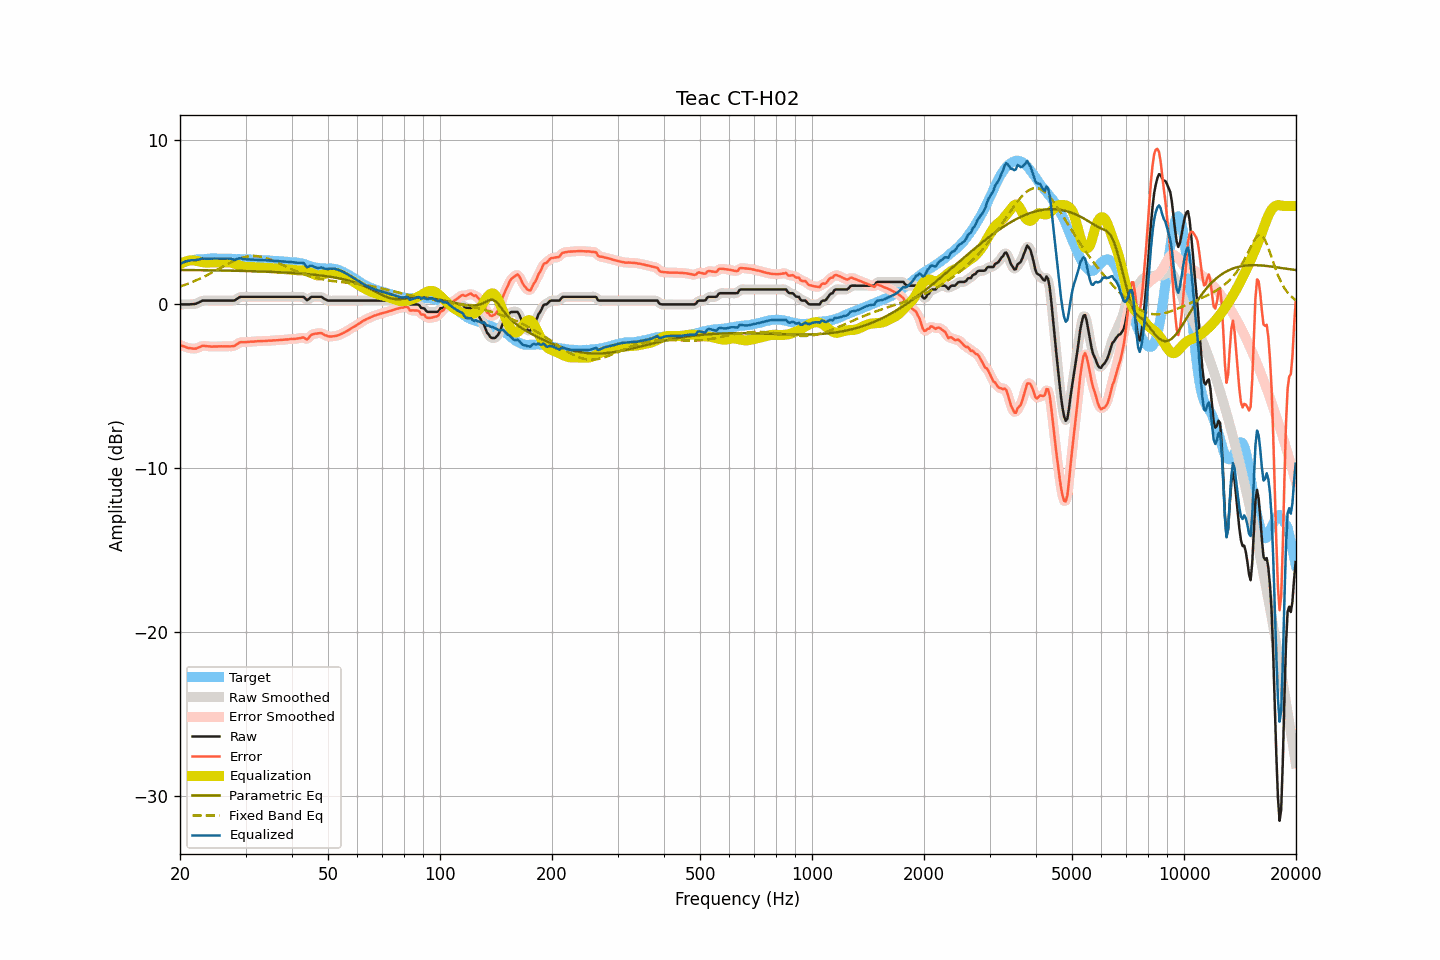 Teac CT-H02
10
0
−10
−20
−30
Amplitude (dBr)
Target
Raw Smoothed
Error Smoothed
Raw
Error
Equalization
Parametric Eq
Fixed Band Eq
Equalized
20 50 100 200 500 1000 2000 5000 10000 20000
Frequency (Hz)